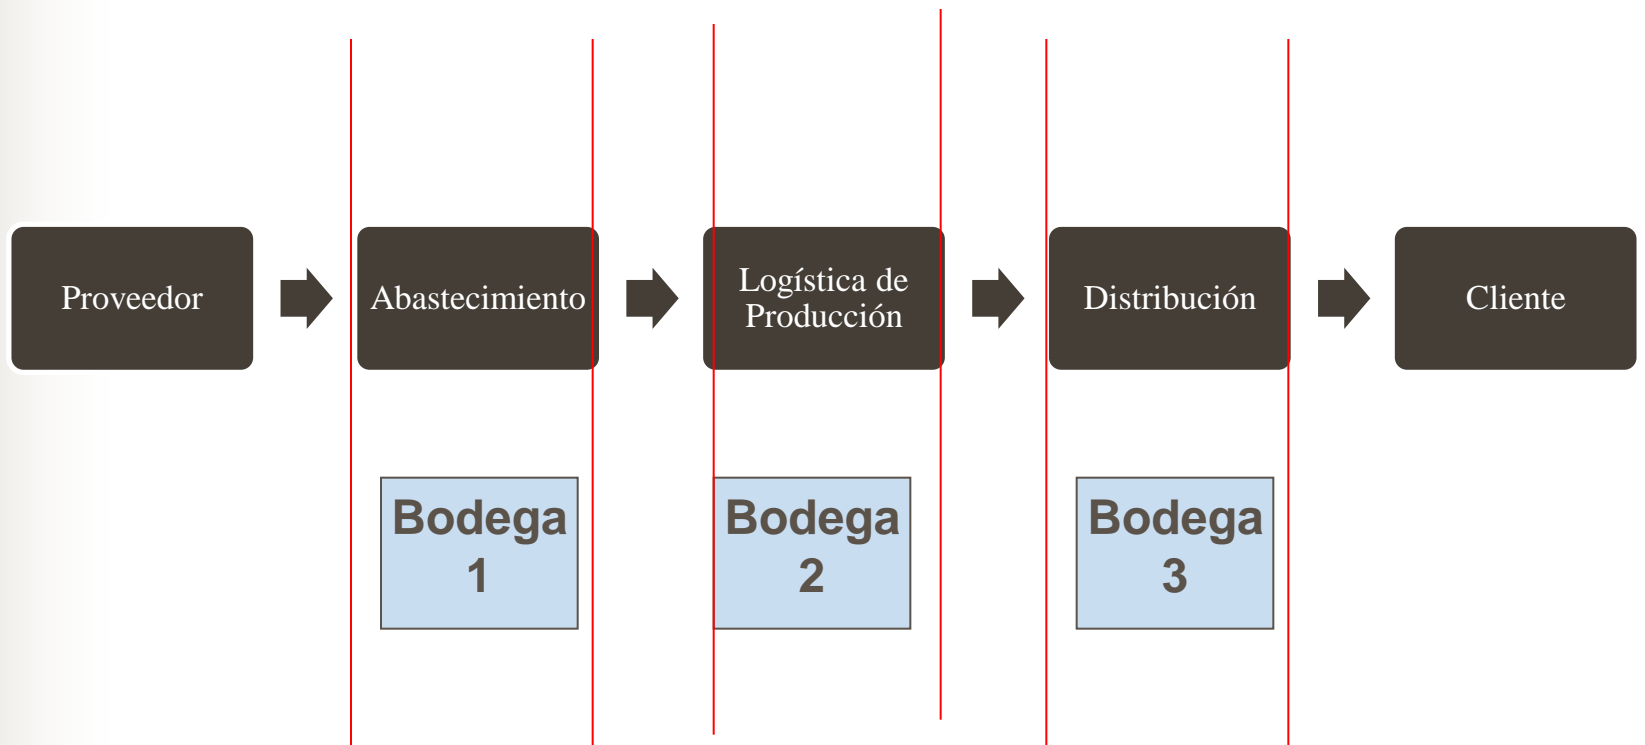 Proveedor
Abastecimiento
Logística de
Producción
Distribución
Cliente
Bodega
1
Bodega
2
Bodega
3